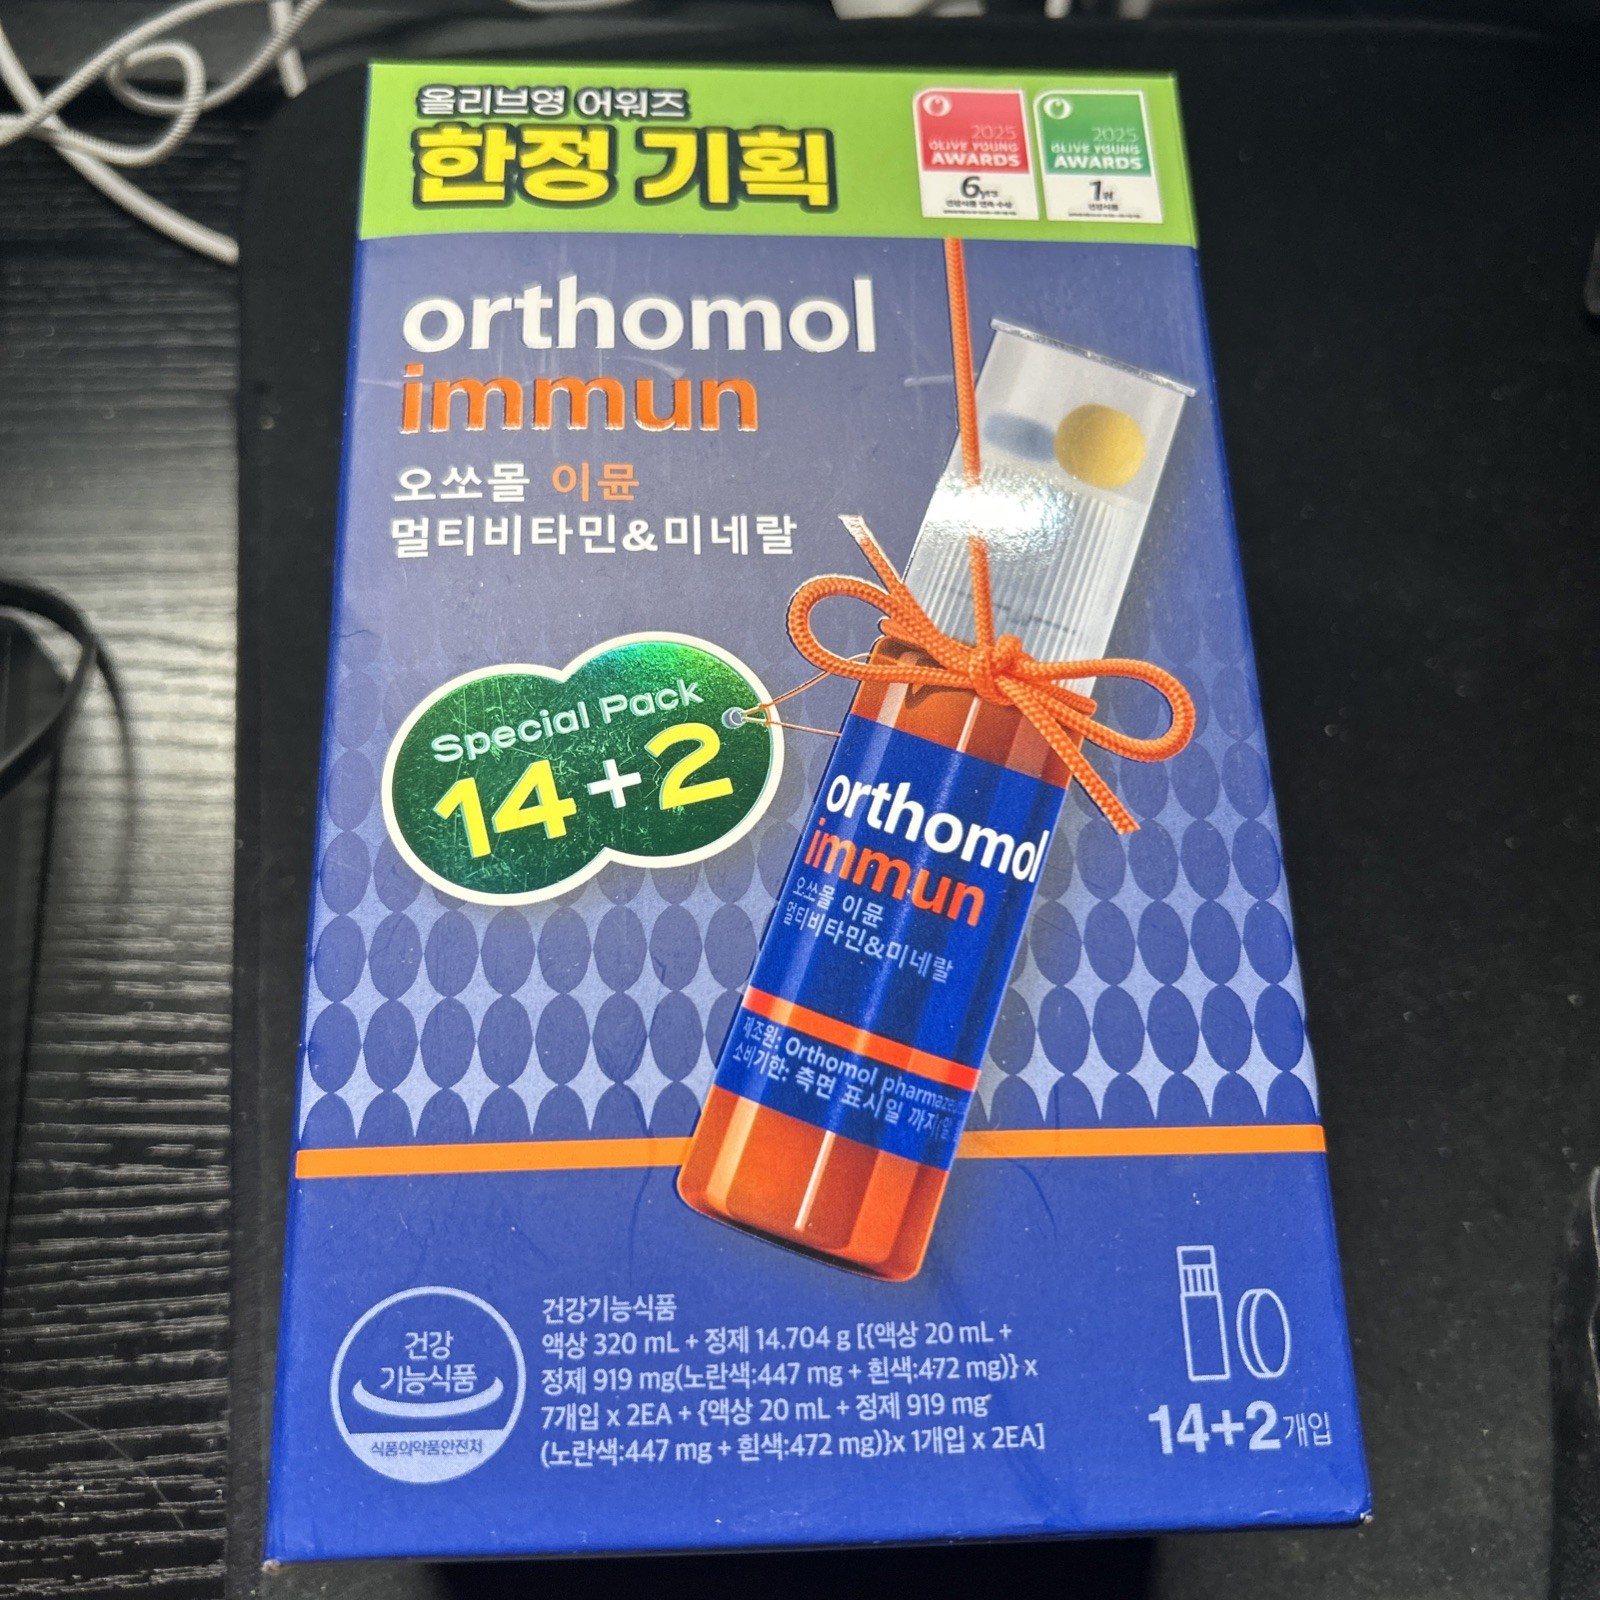 올리브영 어워즈
한정 기획
2025
OLIVE YOUNG
AWARDS
6yrs
2025
OLIVE YOUNG
AWARDS
1위
건강식품
orthomol
immun
오쏘몰 이뮨
멀티비타민&미네랄
Special Pack
14+2
orthomol
immun
오쏘몰 이뮨
멀티비타민&미네랄
제조원: Orthomol pharmaze
소비기한: 측면 표시일 까지
건강
기능식품
식품의약품안전처
건강기능식품
액상 320 mL + 정제 14.704 g [{액상 20 mL +
정제 919 mg(노란색:447 mg + 흰색:472 mg)} x
7개입 x 2EA + {액상 20 mL + 정제 919 mg
(노란색:447 mg + 흰색:472 mg)}x 1개입 x 2EA]
14+2개입